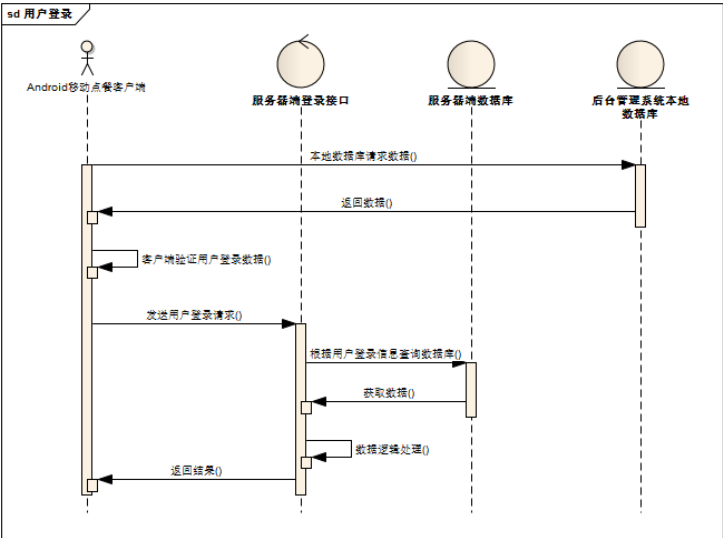 sd 用户登录
Android移动点餐客户端
服务器端登录接口
服务器端数据库
后台管理系统本地
数据库
本地数据库请求数据()
返回数据()
客户端验证用户登录数据()
发送用户登录请求()
根据用户登录信息查询数据库()
获取数据()
数据逻辑处理()
返回结果()